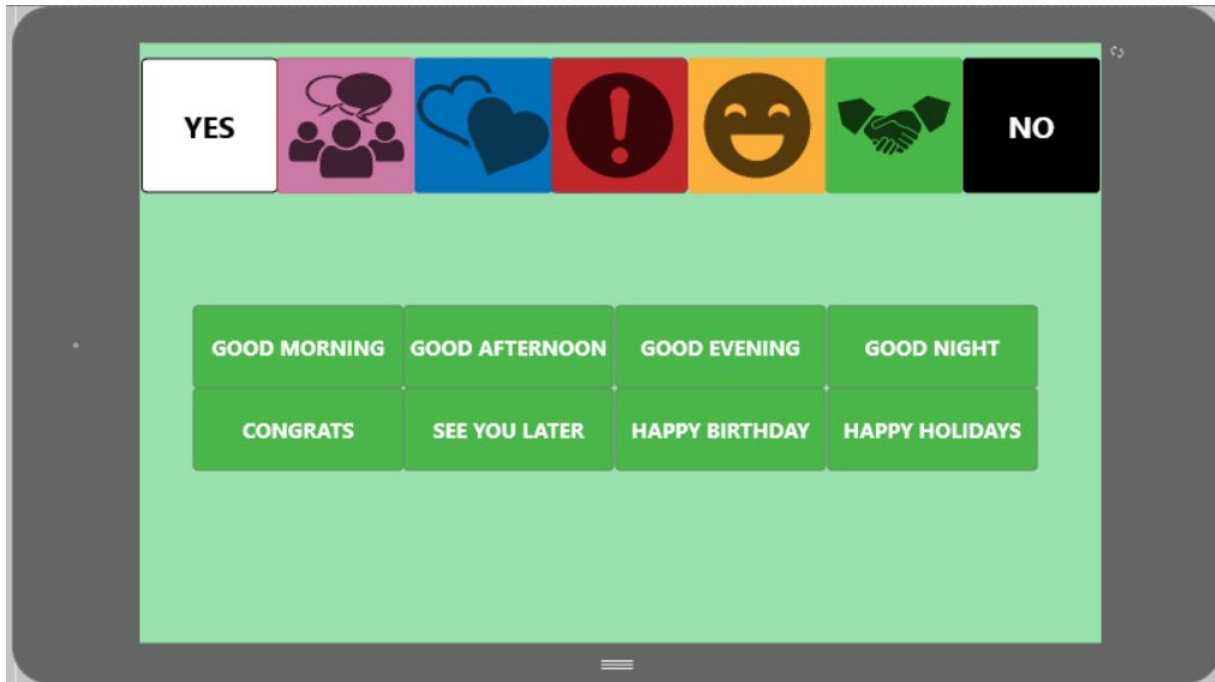 YES NO
GOOD MORNING GOOD AFTERNOON GOOD EVENING GOOD NIGHT
CONGRATS SEE YOU LATER HAPPY BIRTHDAY HAPPY HOLIDAYS